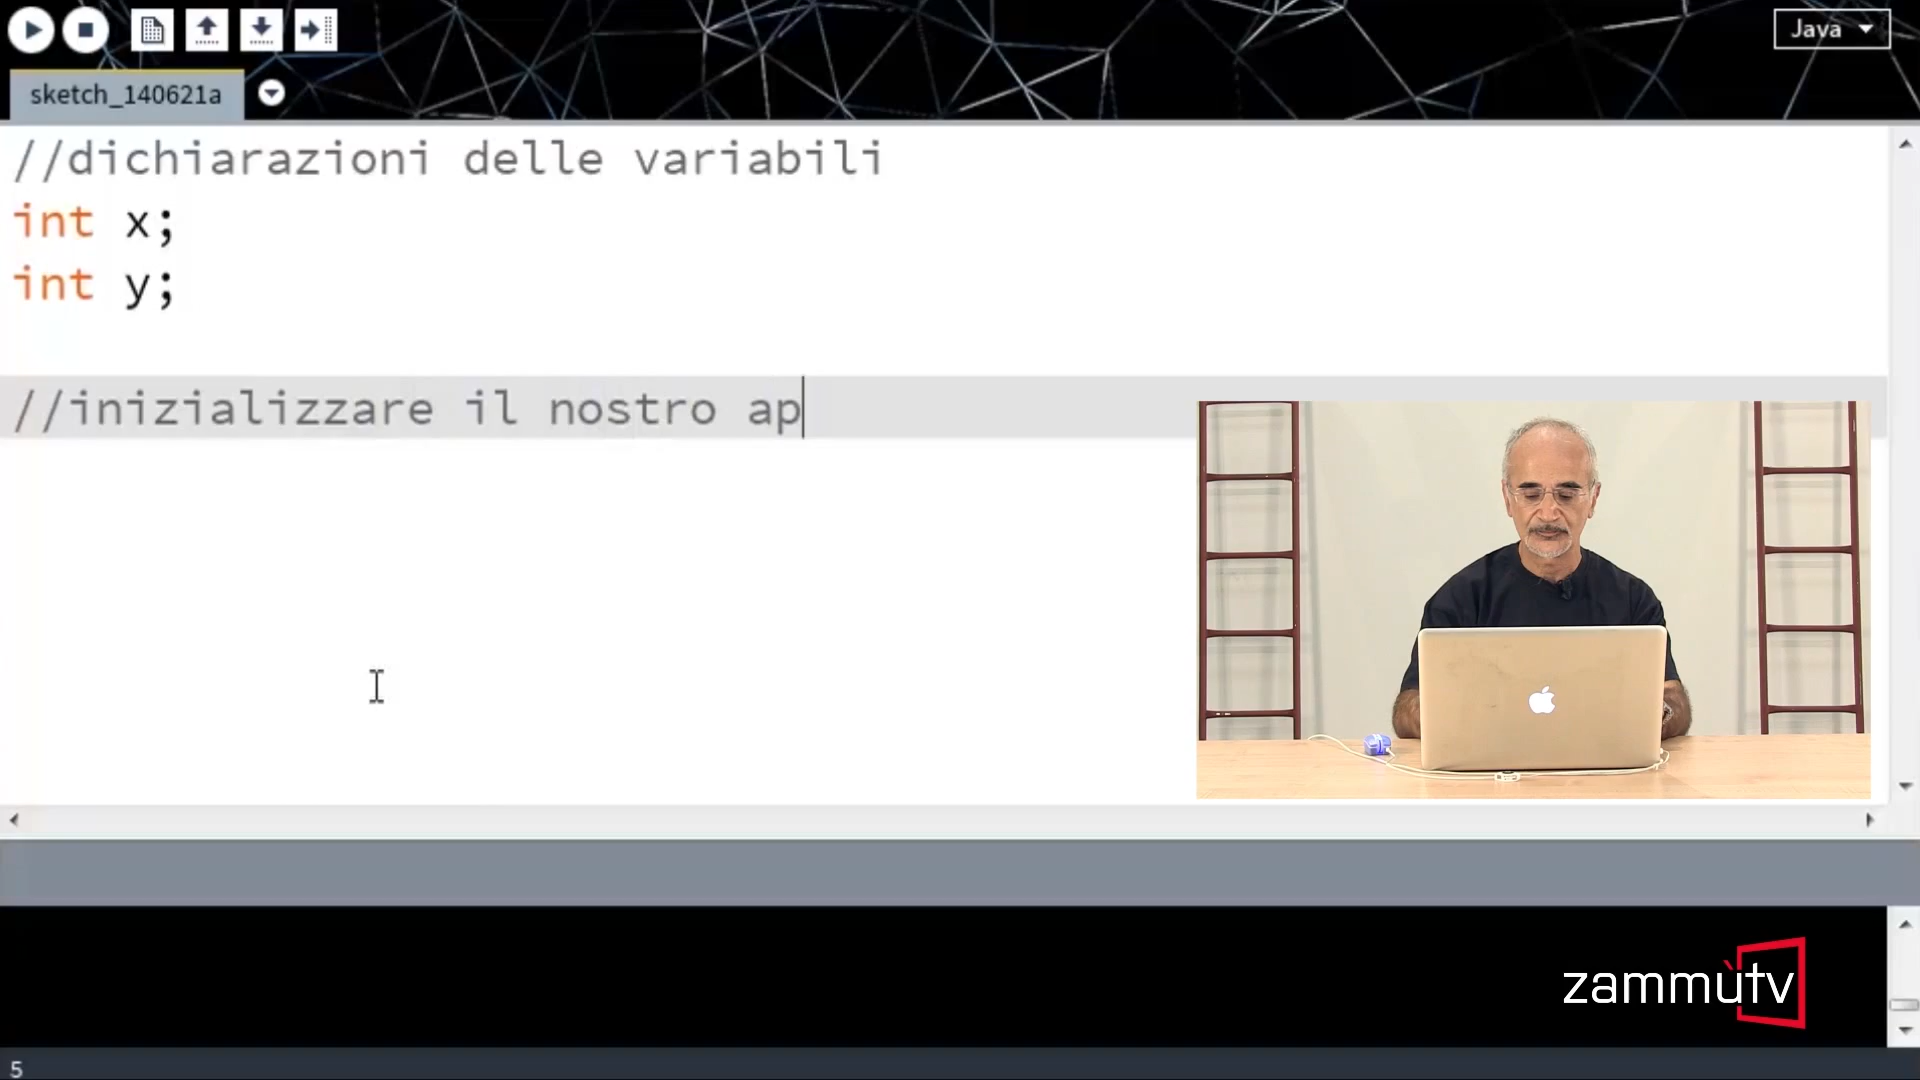 Java
sketch_140621a
//dichiarazioni delle variabili
int x;
int y;
//inizializzare il nostro ap
zammùtv
5